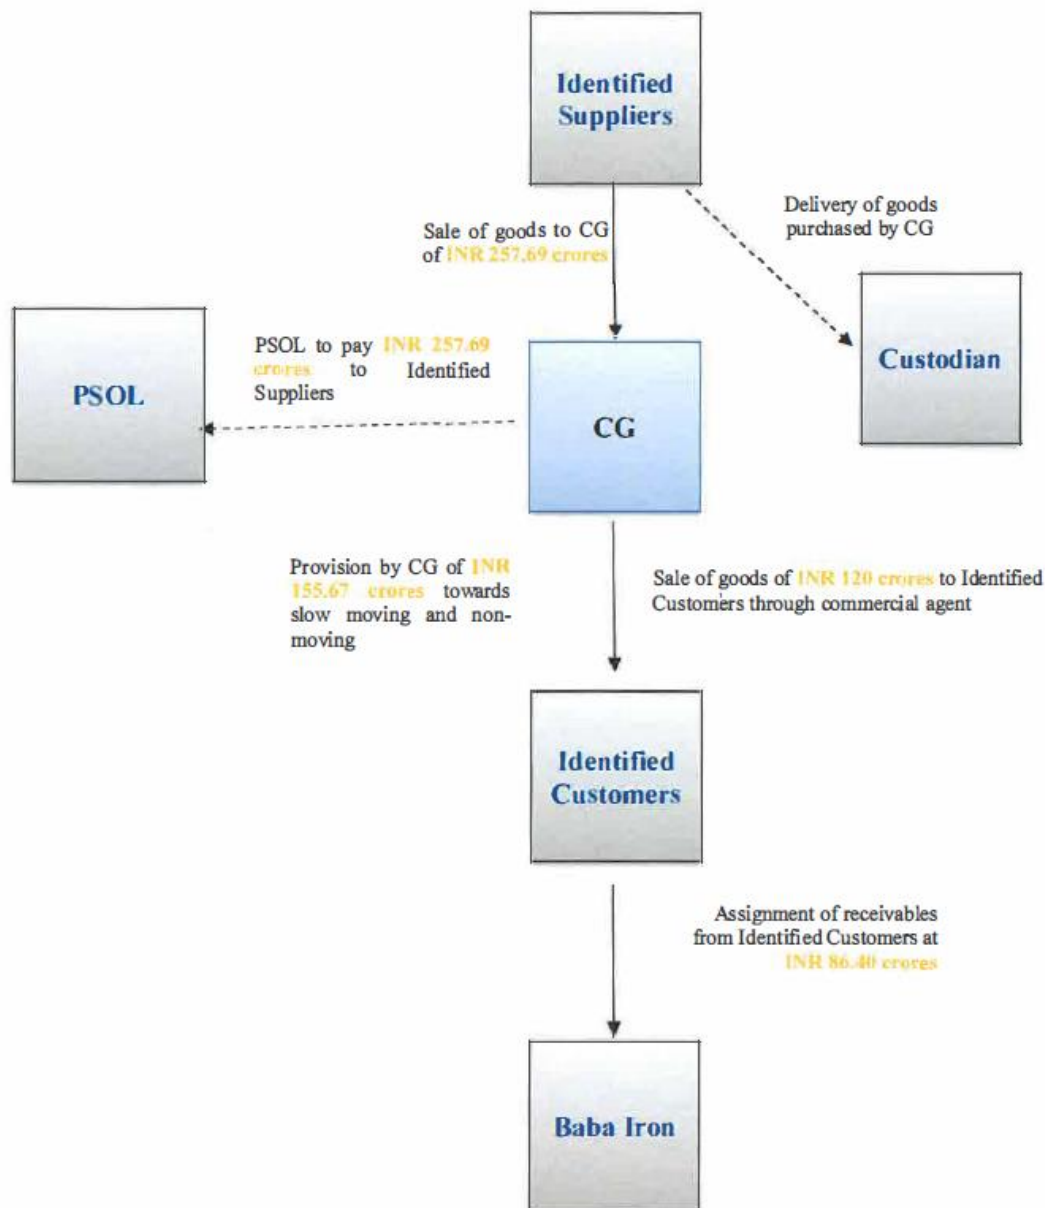 Identified
Suppliers
Sale of goods to CG
of INR 257.69 crores
Delivery of goods
purchased by CG
PSOL
PSOL to pay INR 257.69
crores to Identified
Suppliers
CG
Custodian
Provision by CG of INR
155.67 crores towards
slow moving and non-
moving
Sale of goods of INR 120 crores to Identified
Customers through commercial agent
Identified
Customers
Assignment of receivables
from Identified Customers at
INR 86.40 crores
Baba Iron